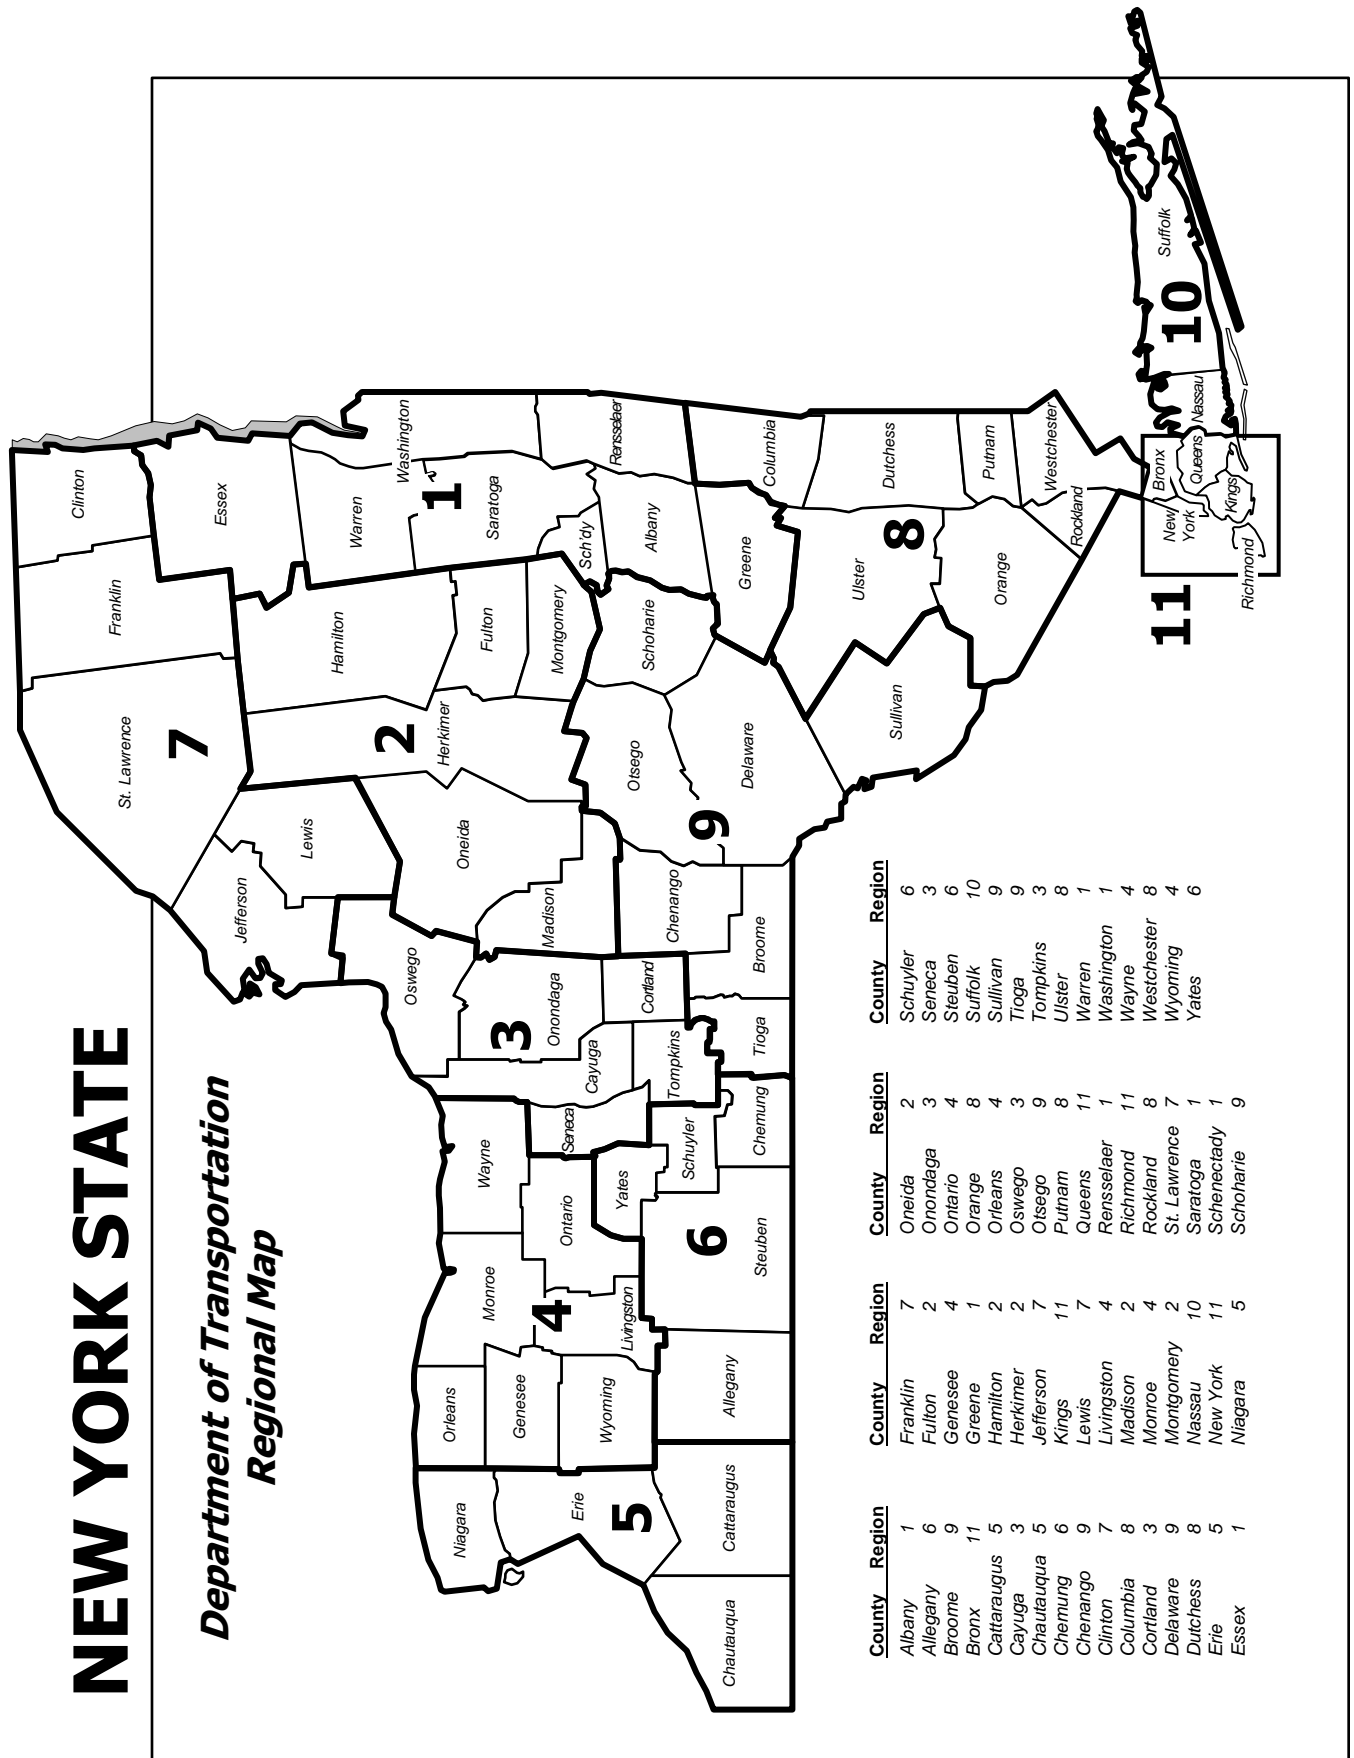 NEW YORK STATE
Department of Transportation
Regional Map
Clinton
Franklin
St. Lawrence
7
Essex
Hamilton
Warren
Washington
2
1
Herkimer
Fulton
Saratoga
Montgomery
Sch'dy
Rensselaer
Albany
Schoharie
Otsego
Delaware
9
Greene
Columbia
Jefferson
Lewis
Oneida
Madison
Oswego
Onondaga
3
Cortland
Cayuga
Tompkins
Chenango
Broome
Tioga
Wayne
Seneca
Ontario
Yates
Schuyler
Chemung
6
Steuben
Monroe
4
Livingston
Orleans
Genesee
Wyoming
Allegany
Niagara
Erie
5
Cattaraugus
Chautauqua
Ulster
8
Dutchess
Sullivan
Orange
Putnam
Rockland
Westchester
11
New
York
Bronx
Queens
Kings
Richmond
Nassau
10
Suffolk
County Region
Albany 1
Allegany 6
Broome 9
Bronx 11
Cattaraugus 5
Cayuga 3
Chautauqua 5
Chemung 6
Chenango 9
Clinton 7
Columbia 8
Cortland 3
Delaware 9
Dutchess 8
Erie 5
Essex 1
County Region
Franklin 7
Fulton 2
Genesee 4
Greene 1
Hamilton 2
Herkimer 2
Jefferson 7
Kings 11
Lewis 7
Livingston 4
Madison 2
Monroe 4
Montgomery 2
Nassau 10
New York 11
Niagara 5
County Region
Oneida 2
Onondaga 3
Ontario 4
Orange 8
Orleans 4
Oswego 3
Otsego 9
Putnam 8
Queens 11
Rensselaer 1
Richmond 11
Rockland 8
St. Lawrence 7
Saratoga 1
Schenectady 1
Schoharie 9
County Region
Schuyler 6
Seneca 3
Steuben 6
Suffolk 10
Sullivan 9
Tioga 9
Tompkins 3
Ulster 8
Warren 1
Washington 1
Wayne 4
Westchester 8
Wyoming 4
Yates 6